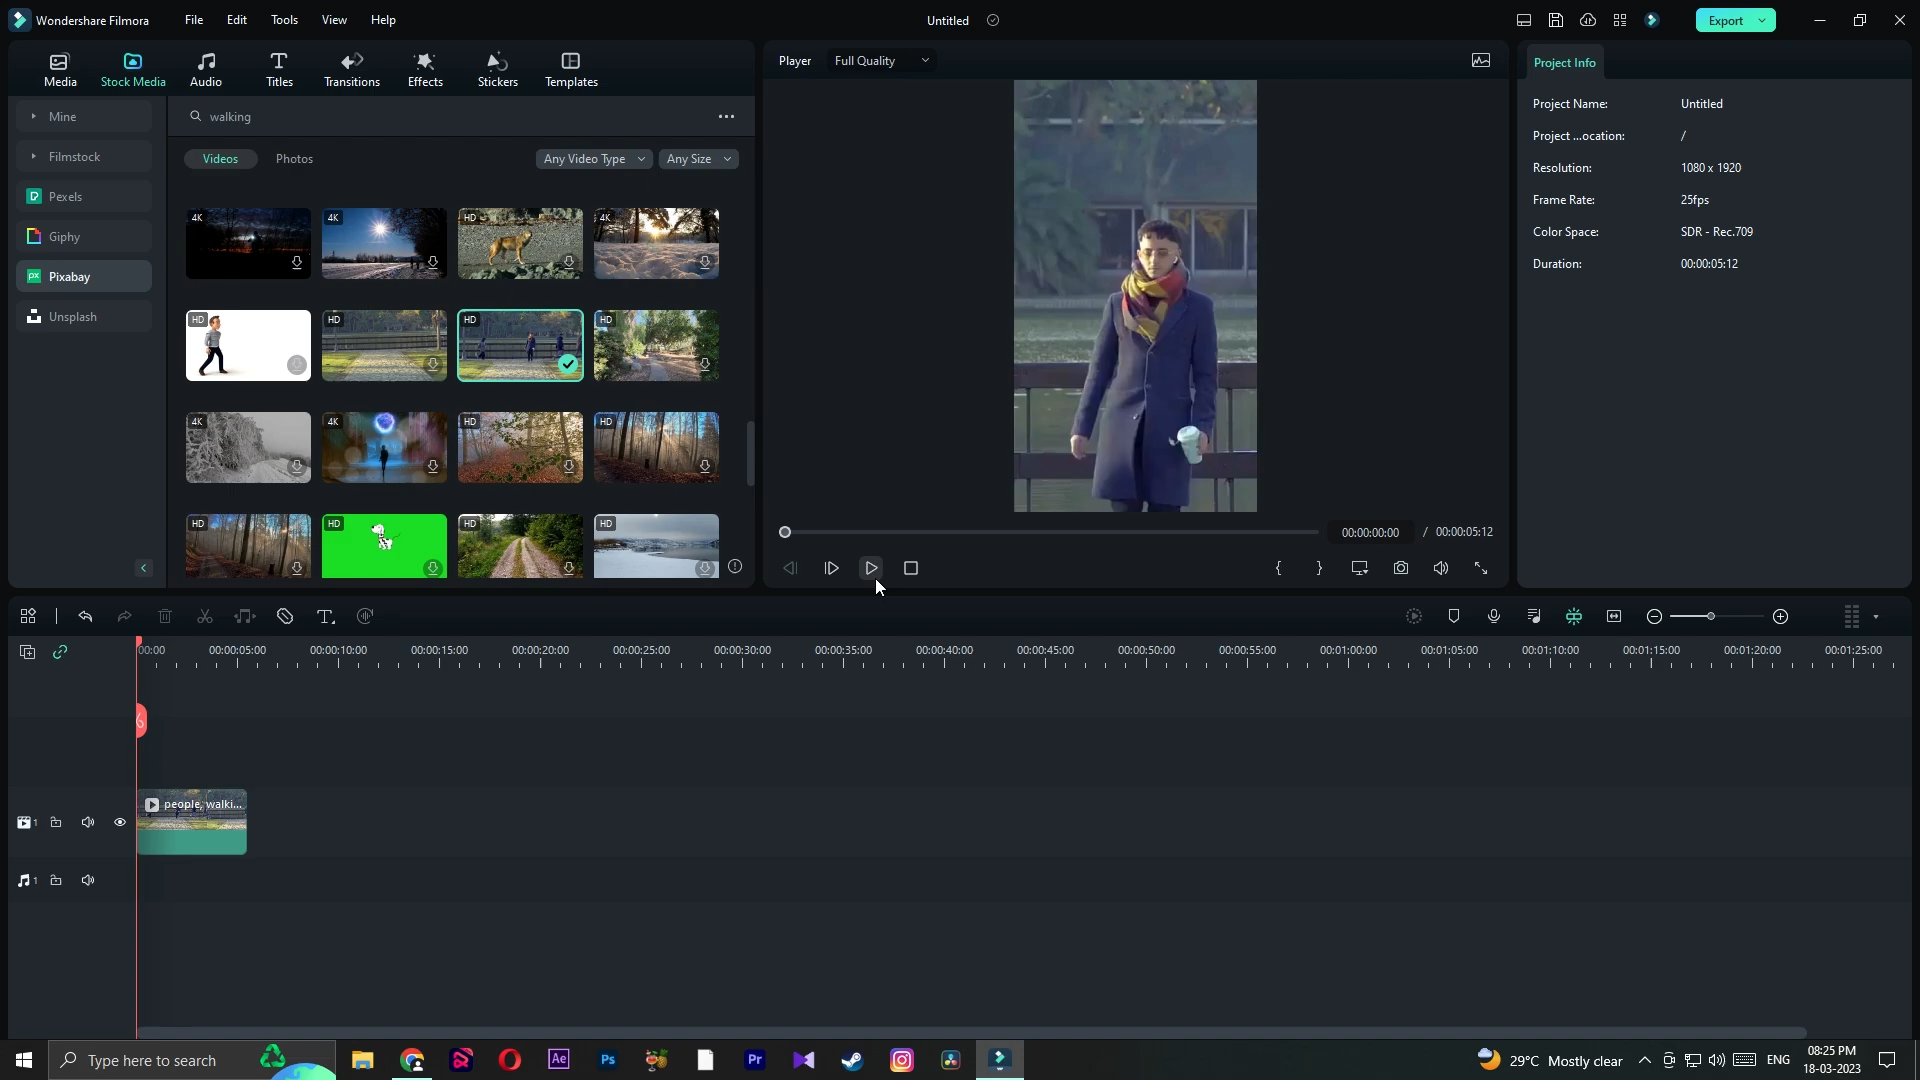 Wondershare Filmora File Edit Tools View Help Untitled Export
Media Stock Media Audio Titles Transitions Effects Stickers Templates
Player Full Quality
Project Info
Mine
Filmstock
Pexels
Giphy
px Pixabay
Unsplash
walking
Videos Photos Any Video Type Any Size
4K 4K HD 4K
HD HD HD HD
4K 4K HD HD
HD HD HD HD
Project Name: Untitled
Project ...ocation: /
Resolution: 1080 x 1920
Frame Rate: 25fps
Color Space: SDR - Rec.709
Duration: 00:00:05:12
00:00:00:00 / 00:00:05:12
00:00 00:00:05:00 00:00:10:00 00:00:15:00 00:00:20:00 00:00:25:00 00:00:30:00 00:00:35:00 00:00:40:00 00:00:45:00 00:00:50:00 00:00:55:00 00:01:00:00 00:01:05:00 00:01:10:00 00:01:15:00 00:01:20:00 00:01:25:00
people, walki...
1
1
Type here to search Ae Ps Pr 29°C Mostly clear ENG 08:25 PM
18-03-2023